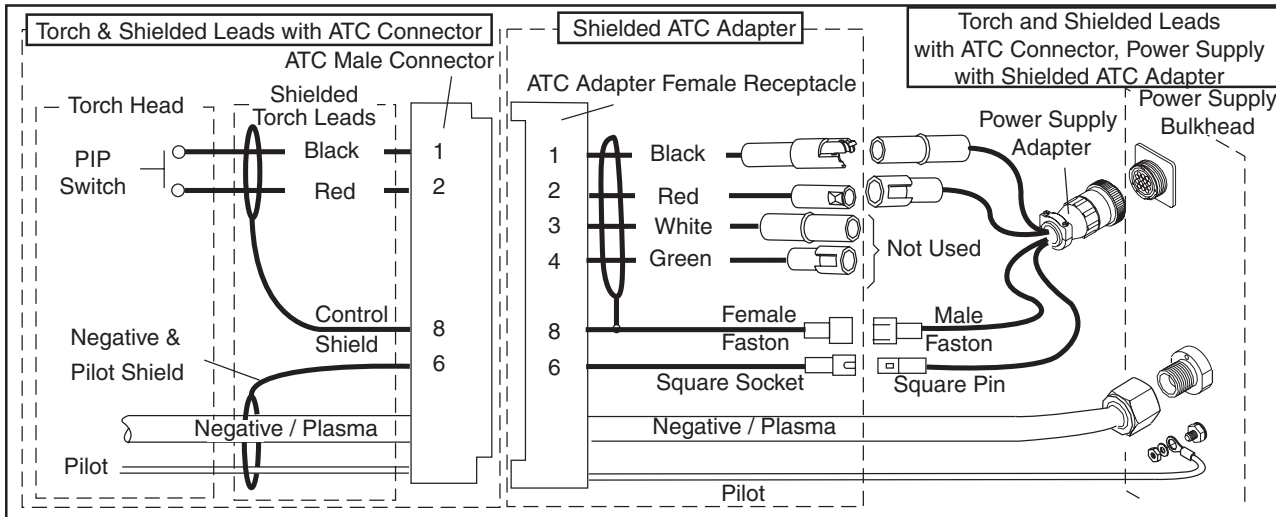 Torch & Shielded Leads with ATC Connector
Shielded ATC Adapter
Torch and Shielded Leads
with ATC Connector, Power Supply
with Shielded ATC Adapter
ATC Male Connector
ATC Adapter Female Receptacle
Torch Head
Shielded
Torch Leads
Power Supply
Bulkhead
Power Supply
Adapter
PIP
Switch
Black
Red
1
2
8
6
Control
Shield
Negative &
Pilot Shield
Negative / Plasma
Pilot
1
2
3
4
8
6
Black
Red
White
Green
Not Used
Female
Faston
Male
Faston
Square Socket
Square Pin
Negative / Plasma
Pilot